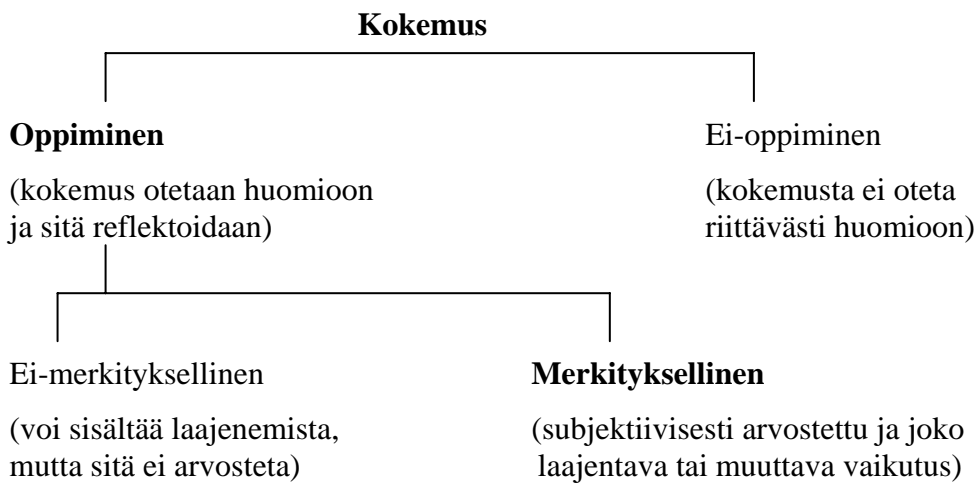 Kokemus
Oppiminen
(kokemus otetaan huomioon
ja sitä reflektoidaan)
Ei-oppiminen
(kokemusta ei oteta
riittävästi huomioon)
Ei-merkityksellinen
(voi sisältää laajenemista,
mutta sitä ei arvosteta)
Merkityksellinen
(subjektiivisesti arvostettu ja joko
laajentava tai muuttava vaikutus)